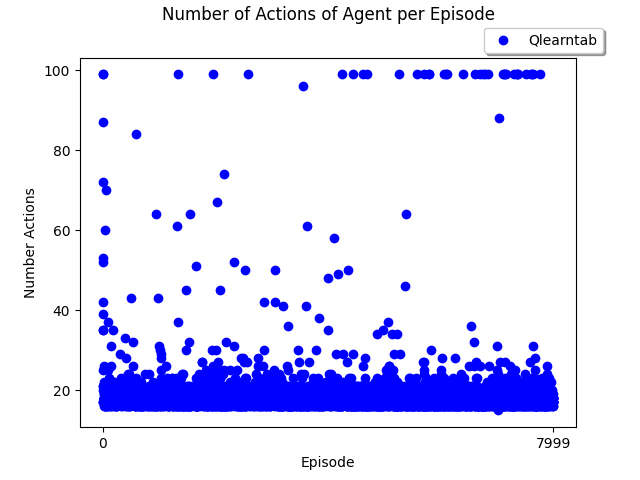 Number of Actions of Agent per Episode
Qlearntab
100
80
60
40
20
Number Actions
0 7999
Episode